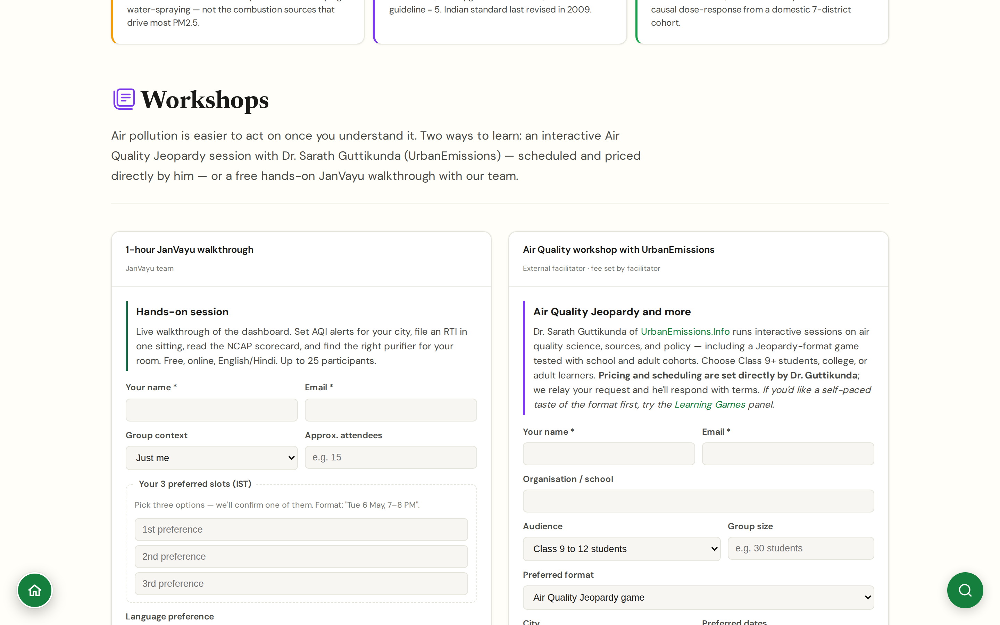 water-spraying — not the combustion sources that
drive most PM2.5.
guideline = 5. Indian standard last revised in 2009.
causal dose-response from a domestic 7-district
cohort.
Workshops
Air pollution is easier to act on once you understand it. Two ways to learn: an interactive Air
Quality Jeopardy session with Dr. Sarath Guttikunda (UrbanEmissions) — scheduled and priced
directly by him — or a free hands-on JanVayu walkthrough with our team.
1-hour JanVayu walkthrough
JanVayu team
Hands-on session
Live walkthrough of the dashboard. Set AQI alerts for your city, file an RTI in
one sitting, read the NCAP scorecard, and find the right purifier for your
room. Free, online, English/Hindi. Up to 25 participants.
Your name *
Email *
Group context
Approx. attendees
Just me
e.g. 15
Your 3 preferred slots (IST)
Pick three options — we'll confirm one of them. Format: "Tue 6 May, 7–8 PM".
1st preference
2nd preference
3rd preference
Language preference
Air Quality workshop with UrbanEmissions
External facilitator · fee set by facilitator
Air Quality Jeopardy and more
Dr. Sarath Guttikunda of UrbanEmissions.Info runs interactive sessions on air
quality science, sources, and policy — including a Jeopardy-format game
tested with school and adult cohorts. Choose Class 9+ students, college, or
adult learners. Pricing and scheduling are set directly by Dr. Guttikunda;
we relay your request and he'll respond with terms. If you'd like a self-paced
taste of the format first, try the Learning Games panel.
Your name *
Email *
Organisation / school
Audience
Group size
Class 9 to 12 students
e.g. 30 students
Preferred format
Air Quality Jeopardy game
City
Preferred dates